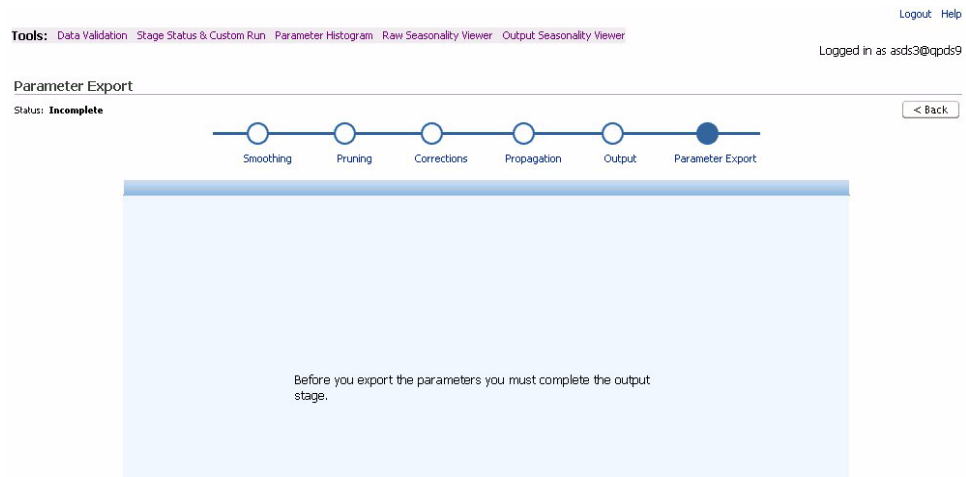 Logout Help
Tools: Data Validation Stage Status & Custom Run Parameter Histogram Raw Seasonality Viewer Output Seasonality Viewer
Logged in as asds3@qpds9
Parameter Export
Status: Incomplete
< Back
Smoothing Pruning Corrections Propagation Output Parameter Export
Before you export the parameters you must complete the output
stage.